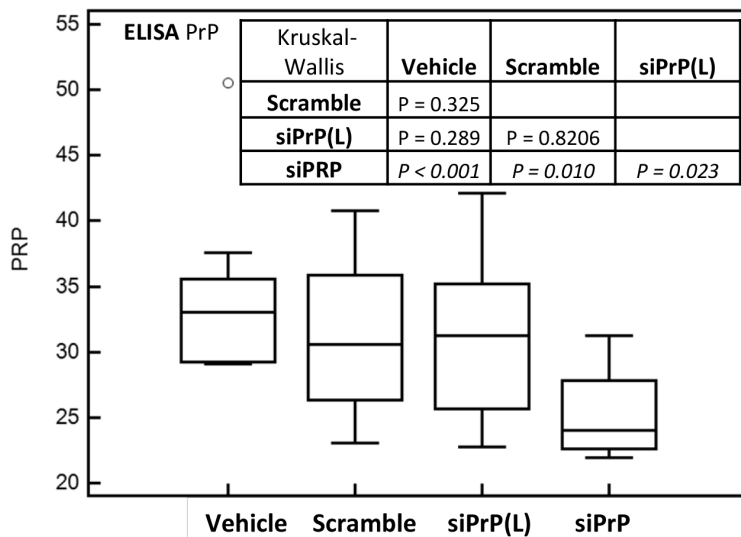 ELISA PrP
Kruskal-
Wallis Vehicle Scramble siPrP(L)
Scramble P = 0.325
siPrP(L) P = 0.289 P = 0.8206
siPRP P < 0.001 P = 0.010 P = 0.023
55
50
45
40
35
30
25
20
PRP
Vehicle Scramble siPrP(L) siPrP